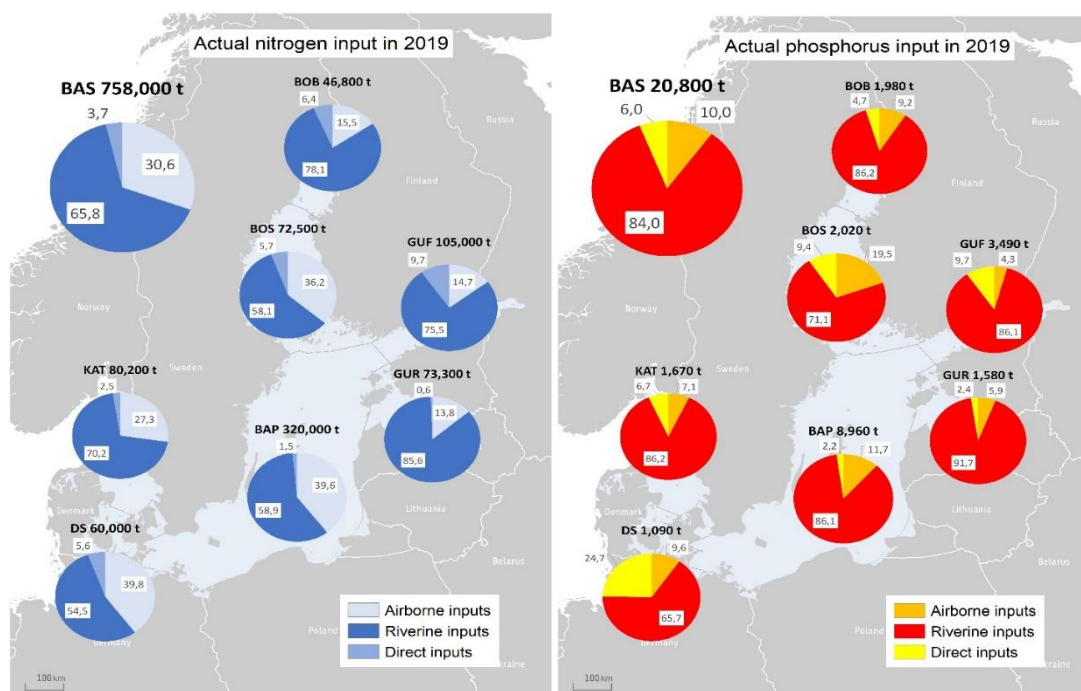 Actual nitrogen input in 2019
BAS 758,000 t
3,7
30,6
65,8
BOB 46,800 t
6,4
15,5
78,1
Russia
Finland
BOS 72,500 t
5,7
36,2
58,1
GUF 105,000 t
9,7
14,7
75,5
Norway
Sweden
KAT 80,200 t
2,5
27,3
70,2
GUR 73,300 t
0,6
13,8
85,6
BAP 320,000 t
1,5
39,6
58,9
Denmark
Lithuania
DS 60,000 t
5,6
39,8
54,5
Belarus
Germany
Poland
Ukraine
Airborne inputs
Riverine inputs
Direct inputs
100 km
Actual phosphorus input in 2019
BAS 20,800 t
6,0
10,0
84,0
BOB 1,980 t
4,7
9,2
86,2
Russia
Finland
BOS 2,020 t
9,4
19,5
71,1
GUF 3,490 t
9,7
4,3
86,1
Norway
Sweden
KAT 1,670 t
6,7
7,1
86,2
GUR 1,580 t
2,4
5,9
91,7
BAP 8,960 t
2,2
11,7
86,1
Denmark
Lithuania
DS 1,090 t
24,7
9,6
65,7
Belarus
Germany
Poland
Ukraine
Airborne inputs
Riverine inputs
Direct inputs
100 km